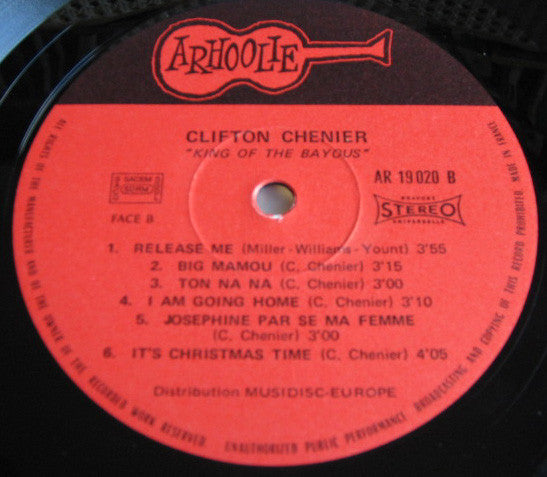 ARHOOLIE
CLIFTON CHENIER
"KING OF THE BAYOUS"
SACEM
AR 19020 B
GRAVURE
STEREO
UNIVERSELLE
FACE B
1. RELEASE ME (Miller-Williams-Yount) 3'55
2. BIG MAMOU (C. Chenier) 3'15
3. TON NA NA (C. Chenier) 3'00
4. I AM GOING HOME (C. Chenier) 3'10
5. JOSEPHINE PAR SE MA FEMME
(C. Chenier) 3'00
6. IT'S CHRISTMAS TIME (C. Chenier) 4'05
Distribution MUSIDISC-EUROPE
ALL RIGHTS OF THE MANUFACTURER AND OF THE OWNER OF THE RECORDED WORK RESERVED. UNAUTHORIZED PUBLIC PERFORMANCE, BROADCASTING AND COPYING OF THIS RECORD PROHIBITED. MADE IN FRANCE.